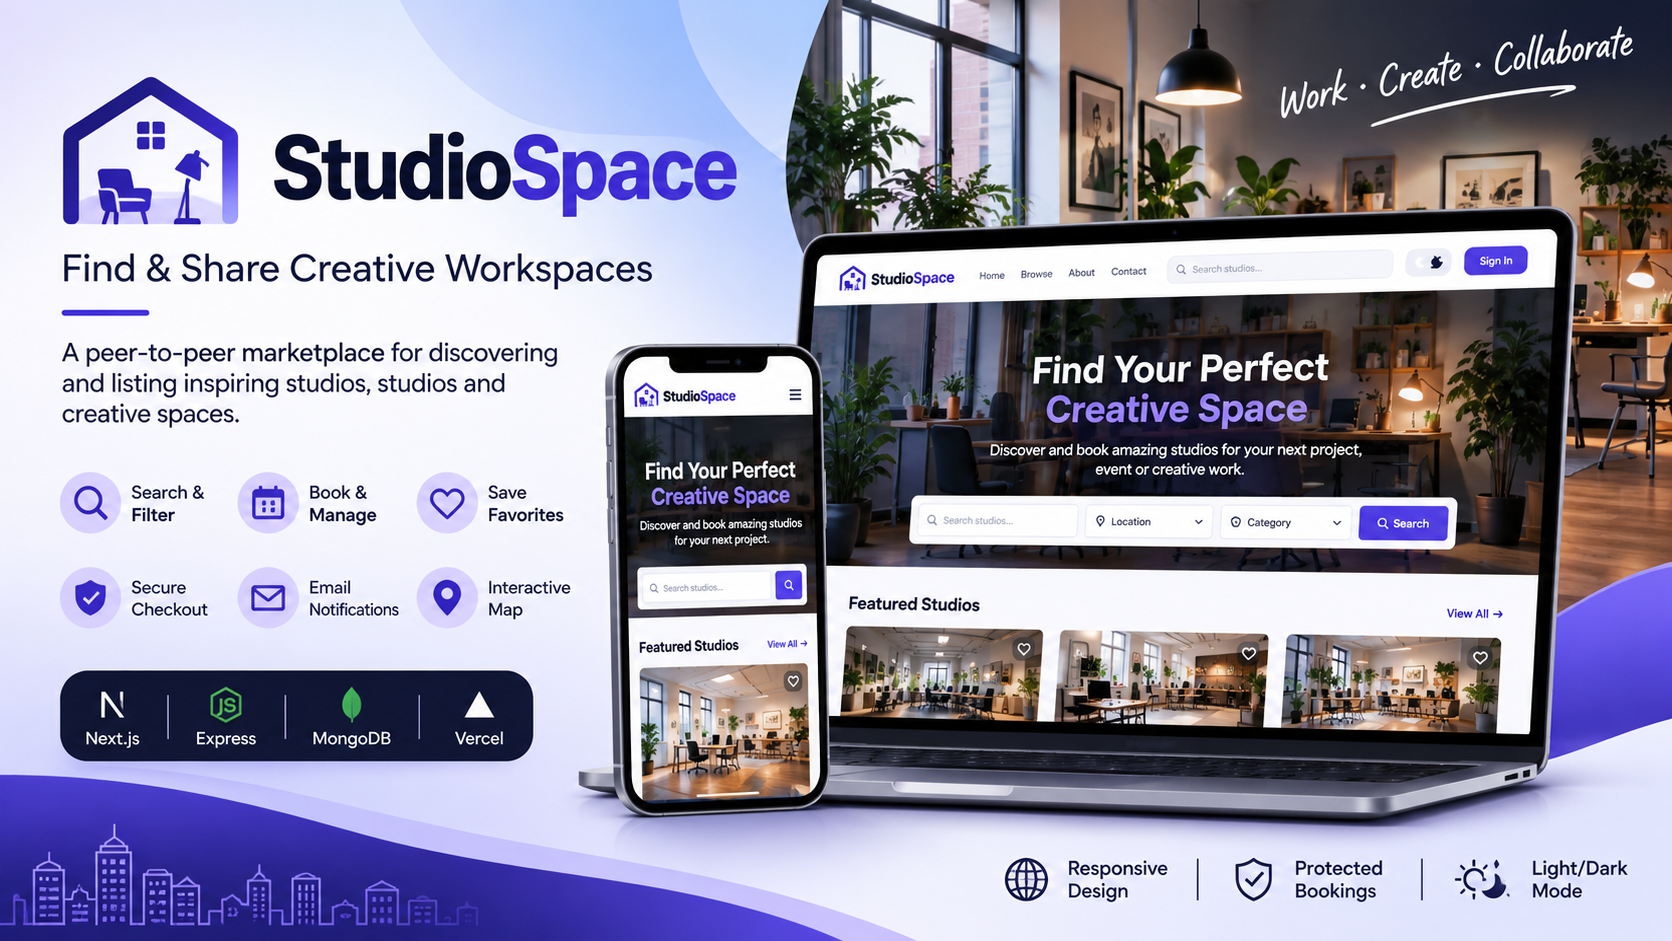 StudioSpace
Find & Share Creative Workspaces
A peer-to-peer marketplace for discovering
and listing inspiring studios, studios and
creative spaces.
Search &
Filter
Book &
Manage
Save
Favorites
Secure
Checkout
Email
Notifications
Interactive
Map
N
Next.js
JS
Express
MongoDB
Vercel
Work · Create · Collaborate
StudioSpace
Home
Browse
About
Contact
Search studios...
Sign In
Find Your Perfect
Creative Space
Discover and book amazing studios for your next project,
event or creative work.
Search studios...
Location
Category
Search
Featured Studios
View All →
StudioSpace
Find Your Perfect
Creative Space
Discover and book amazing studios
for your next project.
Search studios...
Featured Studios
View All →
Responsive
Design
Protected
Bookings
Light/Dark
Mode